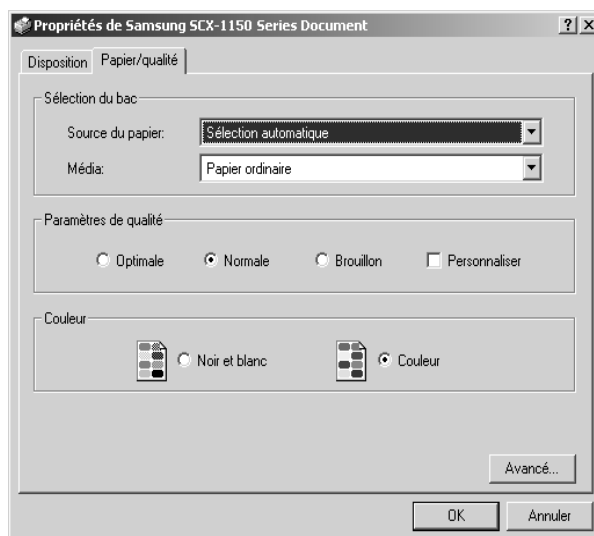 Propriétés de Samsung SCX-1150 Series Document
Disposition Papier/qualité
Sélection du bac
Source du papier: Sélection automatique
Média: Papier ordinaire
Paramètres de qualité
Optimale Normale Brouillon Personnaliser
Couleur
Noir et blanc Couleur
Avancé...
OK Annuler